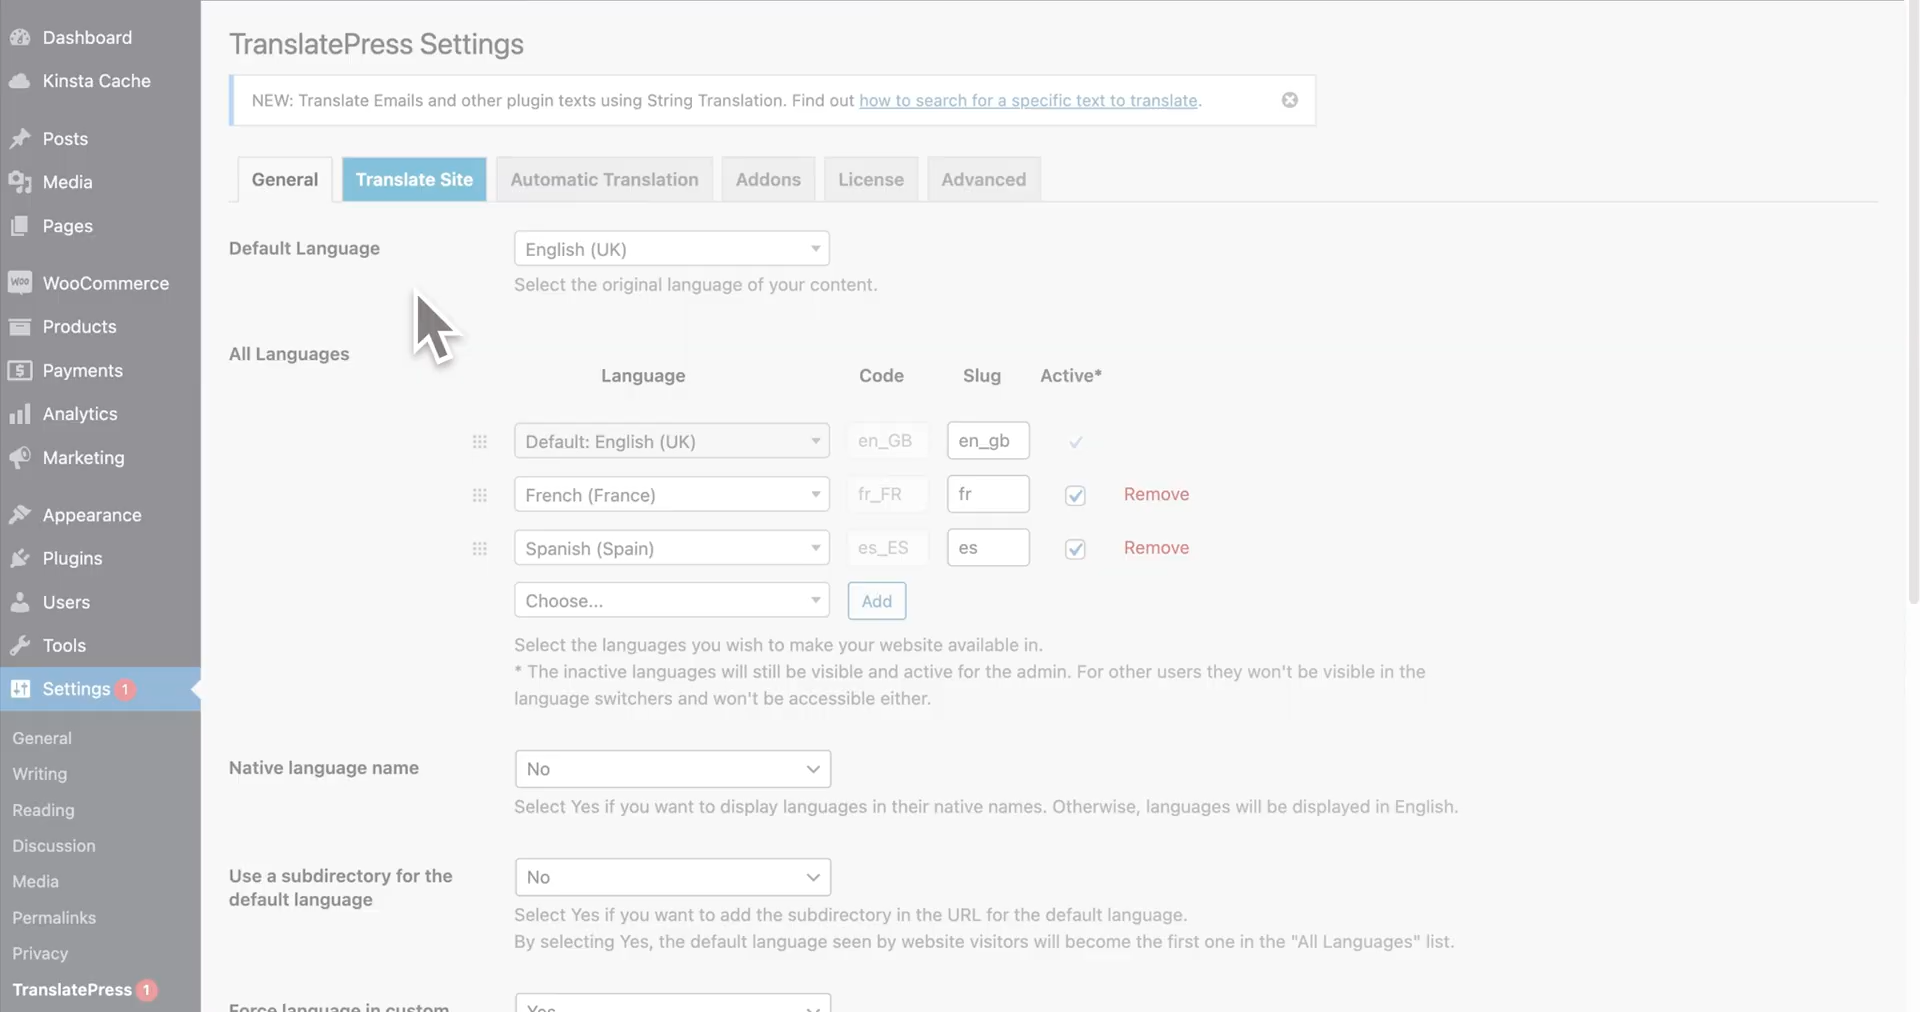 Dashboard
Kinsta Cache
Posts
Media
Pages
WOO WooCommerce
Products
Payments
Analytics
Marketing
Appearance
Plugins
Users
Tools
Settings 1
General
Writing
Reading
Discussion
Media
Permalinks
Privacy
TranslatePress 1
TranslatePress Settings
NEW: Translate Emails and other plugin texts using String Translation. Find out how to search for a specific text to translate.
General Translate Site Automatic Translation Addons License Advanced
Default Language English (UK)
Select the original language of your content.
All Languages
Language Code Slug Active*
Default: English (UK) en_GB en_gb
French (France) fr_FR fr Remove
Spanish (Spain) es_ES es Remove
Choose... Add
Select the languages you wish to make your website available in.
* The inactive languages will still be visible and active for the admin. For other users they won't be visible in the
language switchers and won't be accessible either.
Native language name No
Select Yes if you want to display languages in their native names. Otherwise, languages will be displayed in English.
Use a subdirectory for the
default language
No
Select Yes if you want to add the subdirectory in the URL for the default language.
By selecting Yes, the default language seen by website visitors will become the first one in the "All Languages" list.
Force language in custom Yes